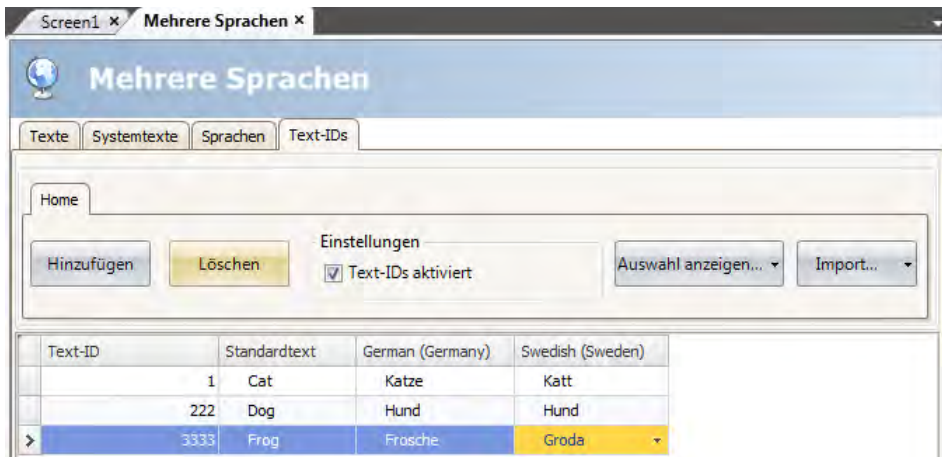 Screen1 × Mehrere Sprachen ×
Mehrere Sprachen
Texte Systemtexte Sprachen Text-IDs
Home
Einstellungen
Hinzufügen Löschen Text-IDs aktiviert Auswahl anzeigen... Import...
Text-ID Standardtext German (Germany) Swedish (Sweden)
1 Cat Katze Katt
222 Dog Hund Hund
3333 Frog Frosche Groda